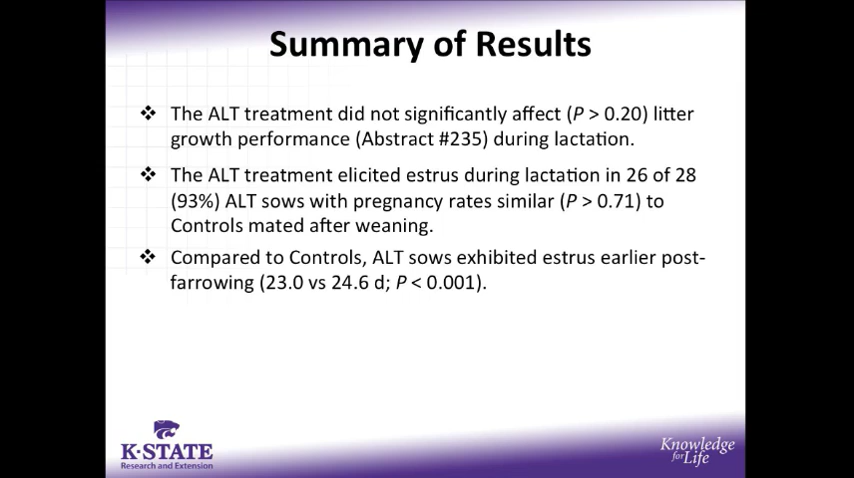 Summary of Results
❖ The ALT treatment did not significantly affect (P > 0.20) litter
growth performance (Abstract #235) during lactation.
❖ The ALT treatment elicited estrus during lactation in 26 of 28
(93%) ALT sows with pregnancy rates similar (P > 0.71) to
Controls mated after weaning.
❖ Compared to Controls, ALT sows exhibited estrus earlier post-
farrowing (23.0 vs 24.6 d; P < 0.001).
K-STATE
Research and Extension
Knowledge
for Life